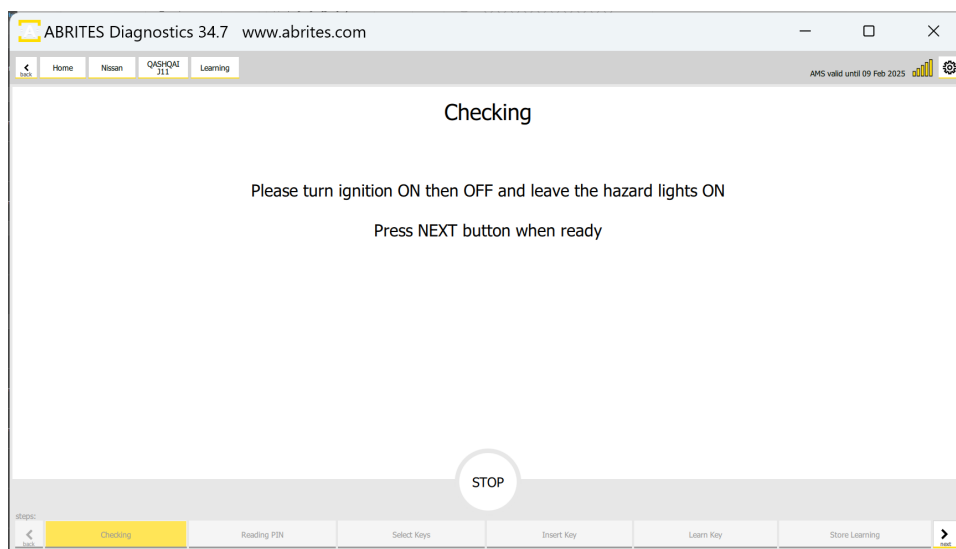 ABRITES Diagnostics 34.7 www.abrites.com
back Home Nissan QASHQAI J11 Learning AMS valid until 09 Feb 2025
Checking
Please turn ignition ON then OFF and leave the hazard lights ON
Press NEXT button when ready
STOP
steps:
back Checking Reading PIN Select Keys Insert Key Learn Key Store Learning next